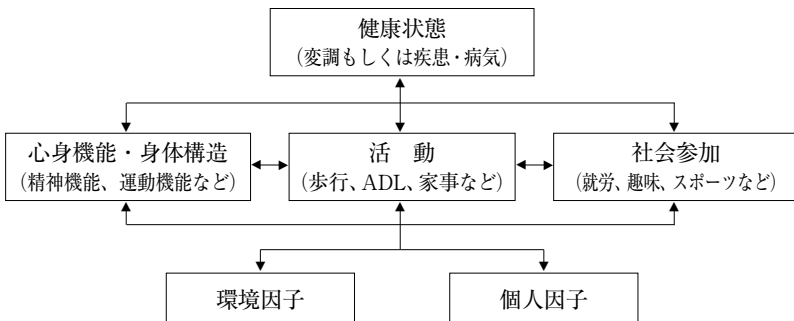 健康状態
（変調もしくは疾患・病気）
心身機能・身体構造
（精神機能、運動機能など）
活　動
（歩行、ADL、家事など）
社会参加
（就労、趣味、スポーツなど）
環境因子
個人因子